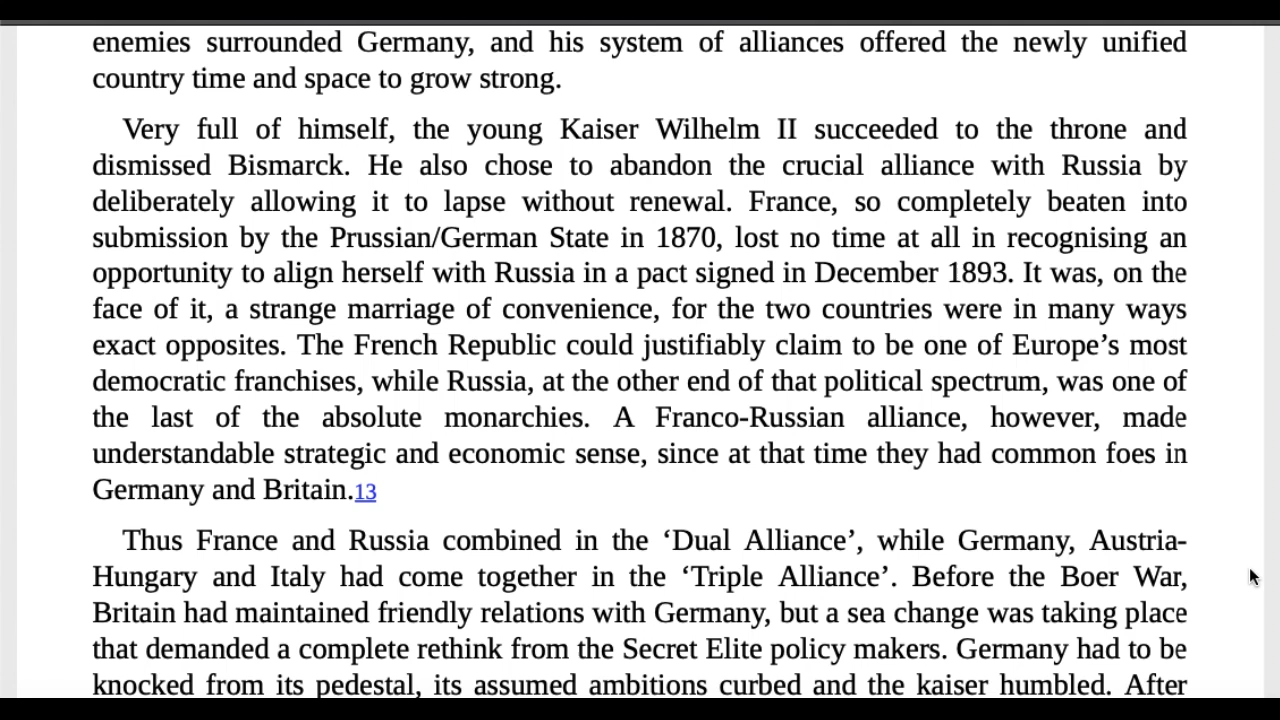 enemies surrounded Germany, and his system of alliances offered the newly unified
country time and space to grow strong.
Very full of himself, the young Kaiser Wilhelm II succeeded to the throne and
dismissed Bismarck. He also chose to abandon the crucial alliance with Russia by
deliberately allowing it to lapse without renewal. France, so completely beaten into
submission by the Prussian/German State in 1870, lost no time at all in recognising an
opportunity to align herself with Russia in a pact signed in December 1893. It was, on the
face of it, a strange marriage of convenience, for the two countries were in many ways
exact opposites. The French Republic could justifiably claim to be one of Europe’s most
democratic franchises, while Russia, at the other end of that political spectrum, was one of
the last of the absolute monarchies. A Franco-Russian alliance, however, made
understandable strategic and economic sense, since at that time they had common foes in
Germany and Britain.13
Thus France and Russia combined in the ‘Dual Alliance’, while Germany, Austria-
Hungary and Italy had come together in the ‘Triple Alliance’. Before the Boer War,
Britain had maintained friendly relations with Germany, but a sea change was taking place
that demanded a complete rethink from the Secret Elite policy makers. Germany had to be
knocked from its pedestal, its assumed ambitions curbed and the kaiser humbled. After